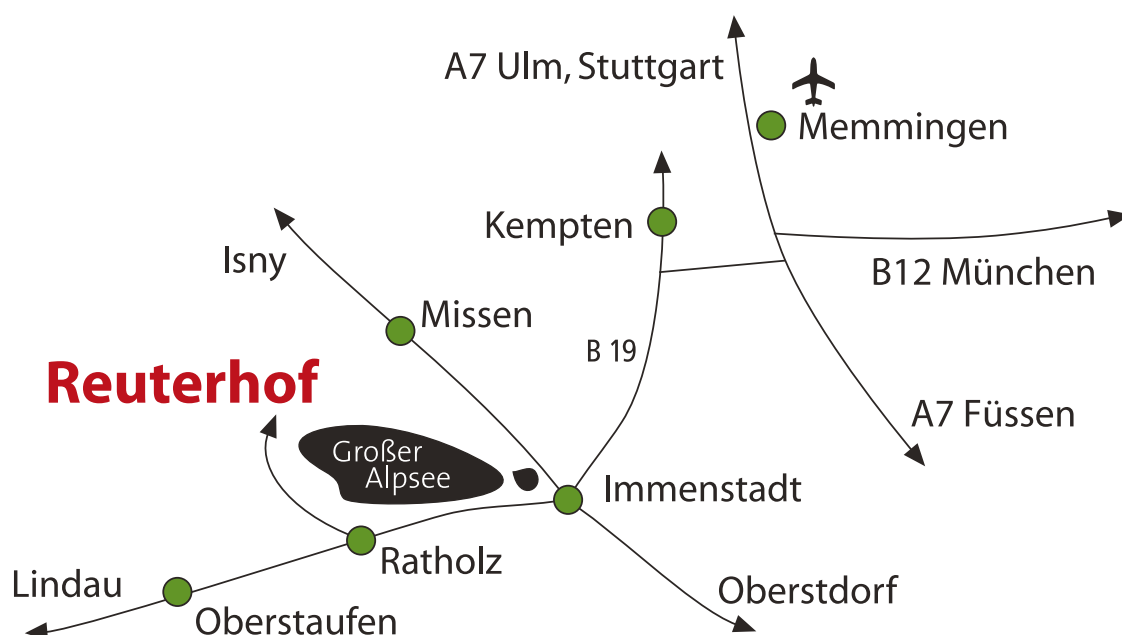 A7 Ulm, Stuttgart
Memmingen
Kempten
Isny
B12 München
Missen
B 19
Reuterhof
A7 Füssen
Großer
Alpsee
Immenstadt
Ratholz
Lindau
Oberstdorf
Oberstaufen